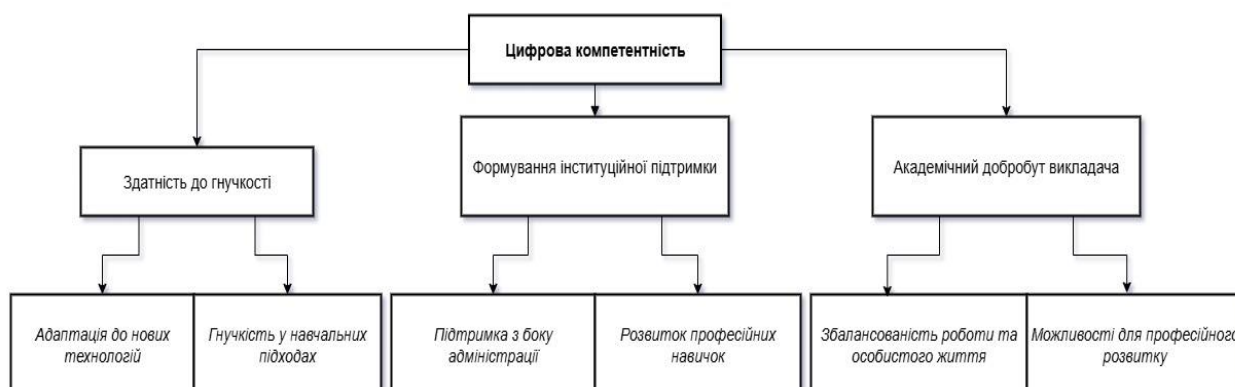 Цифрова компетентність
Здатність до гнучкості
Формування інституційної підтримки
Академічний добробут викладача
Адаптація до нових
технологій
Гнучкість у навчальних
підходах
Підтримка з боку
адміністрації
Розвиток професійних
навичок
Збалансованість роботи та
особистого життя
Можливості для професійного
розвитку